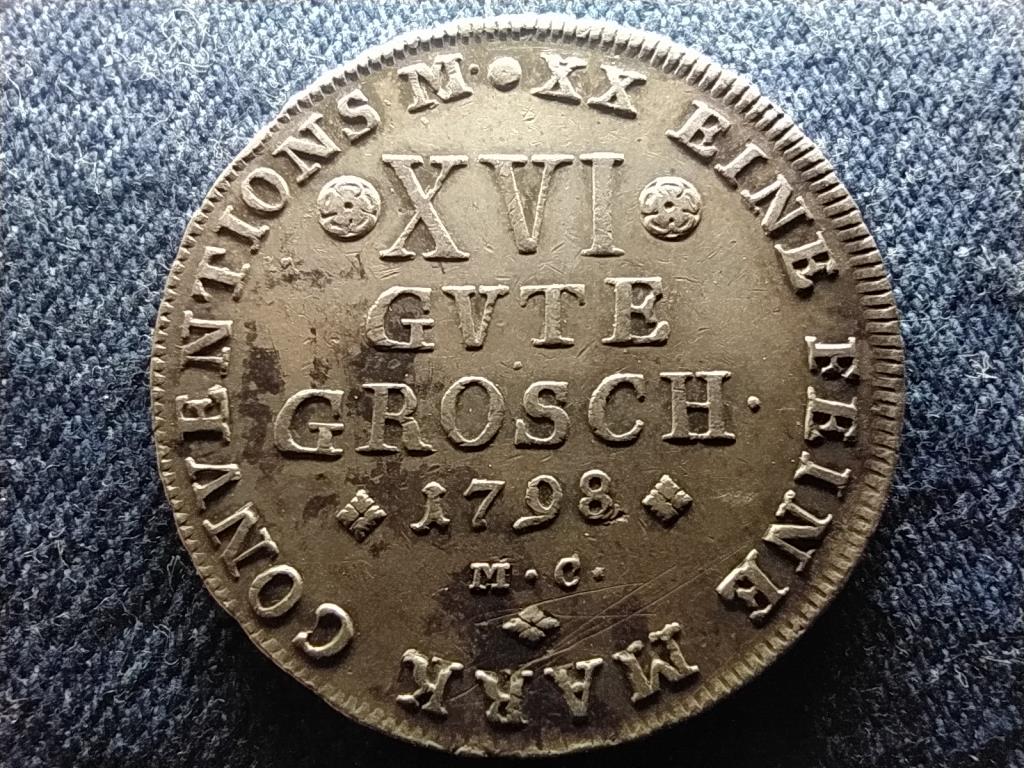 XX EINE FEINE MARK CONVENTIONS M·
XVI
GVTE
GROSCH·
1798
M·C·